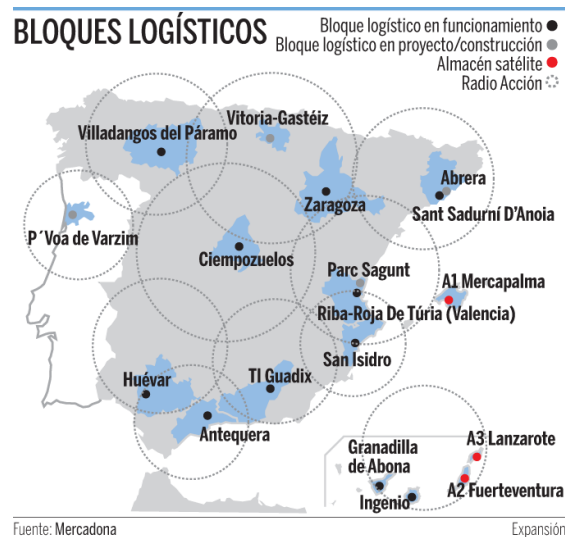 BLOQUES LOGÍSTICOS
Bloque logístico en funcionamiento
Bloque logístico en proyecto/construcción
Almacén satélite
Radio Acción
Vitoria-Gastéiz
Villadangos del Páramo
Abrera
Zaragoza
Sant Sadurní D'Anoia
P´Voa de Varzim
Ciempozuelos
Parc Sagunt
A1 Mercapalma
Riba-Roja De Túria (Valencia)
San Isidro
Huévar
TI Guadix
Antequera
A3 Lanzarote
Granadilla
de Abona
A2 Fuerteventura
Ingenio
Fuente: Mercadona
Expansión